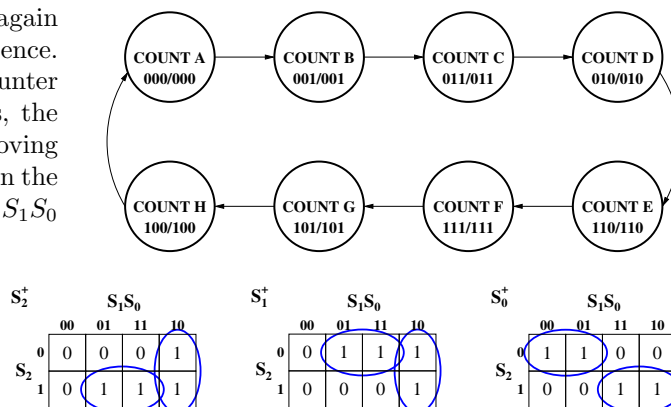 again
ence.
unter
s, the
oving
n the
S₁S₀
COUNT A
000/000
COUNT B
001/001
COUNT C
011/011
COUNT D
010/010
COUNT H
100/100
COUNT G
101/101
COUNT F
111/111
COUNT E
110/110
S₂⁺ S₁S₀
00 01 11 10
0 0 0 0 1
S₂
1 0 1 1 1
S₁⁺ S₁S₀
00 01 11 10
0 0 1 1 1
S₂
1 0 0 0 1
S₀⁺ S₁S₀
00 01 11 10
0 1 1 0 0
S₂
1 0 0 1 1